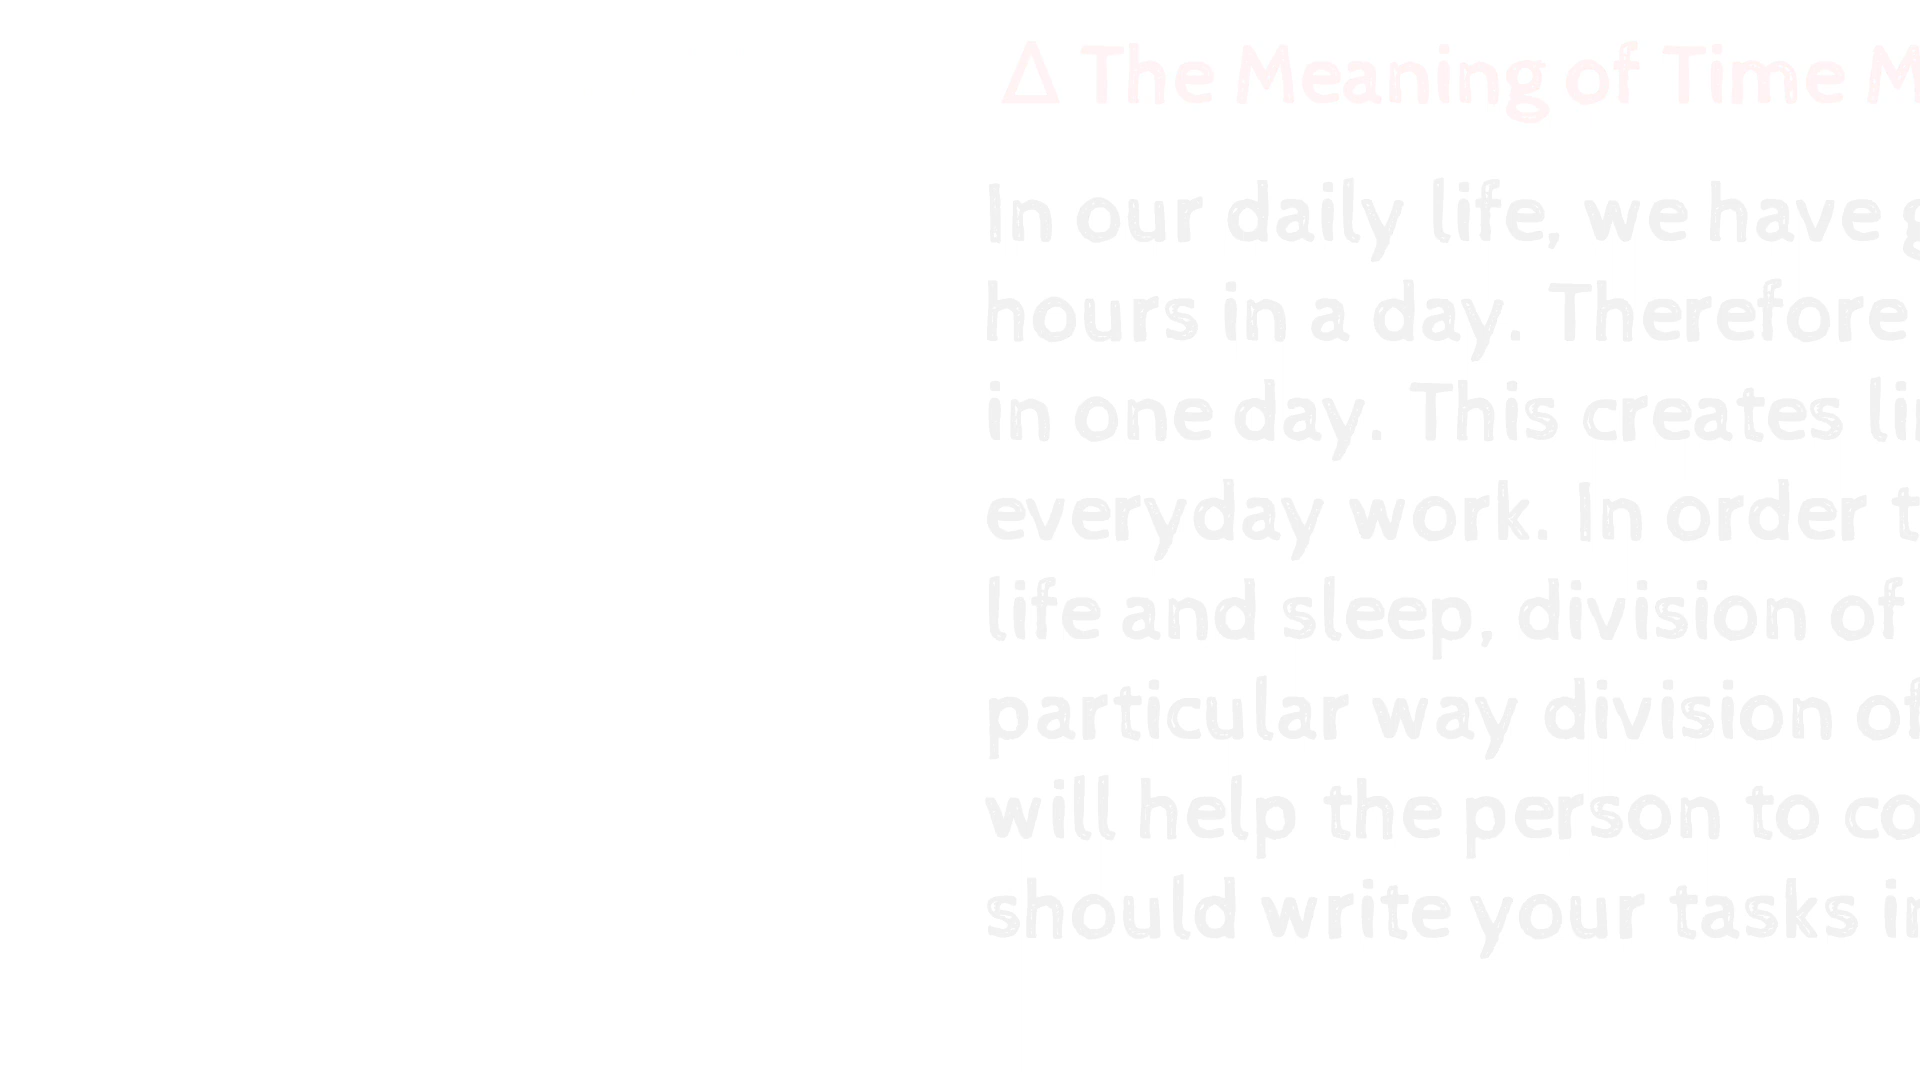 Δ The Meaning of Time
In our daily life, we have
hours in a day. Therefore
in one day. This creates
everyday work. In order
life and sleep, division of
particular way division of
will help the person to
should write your tasks